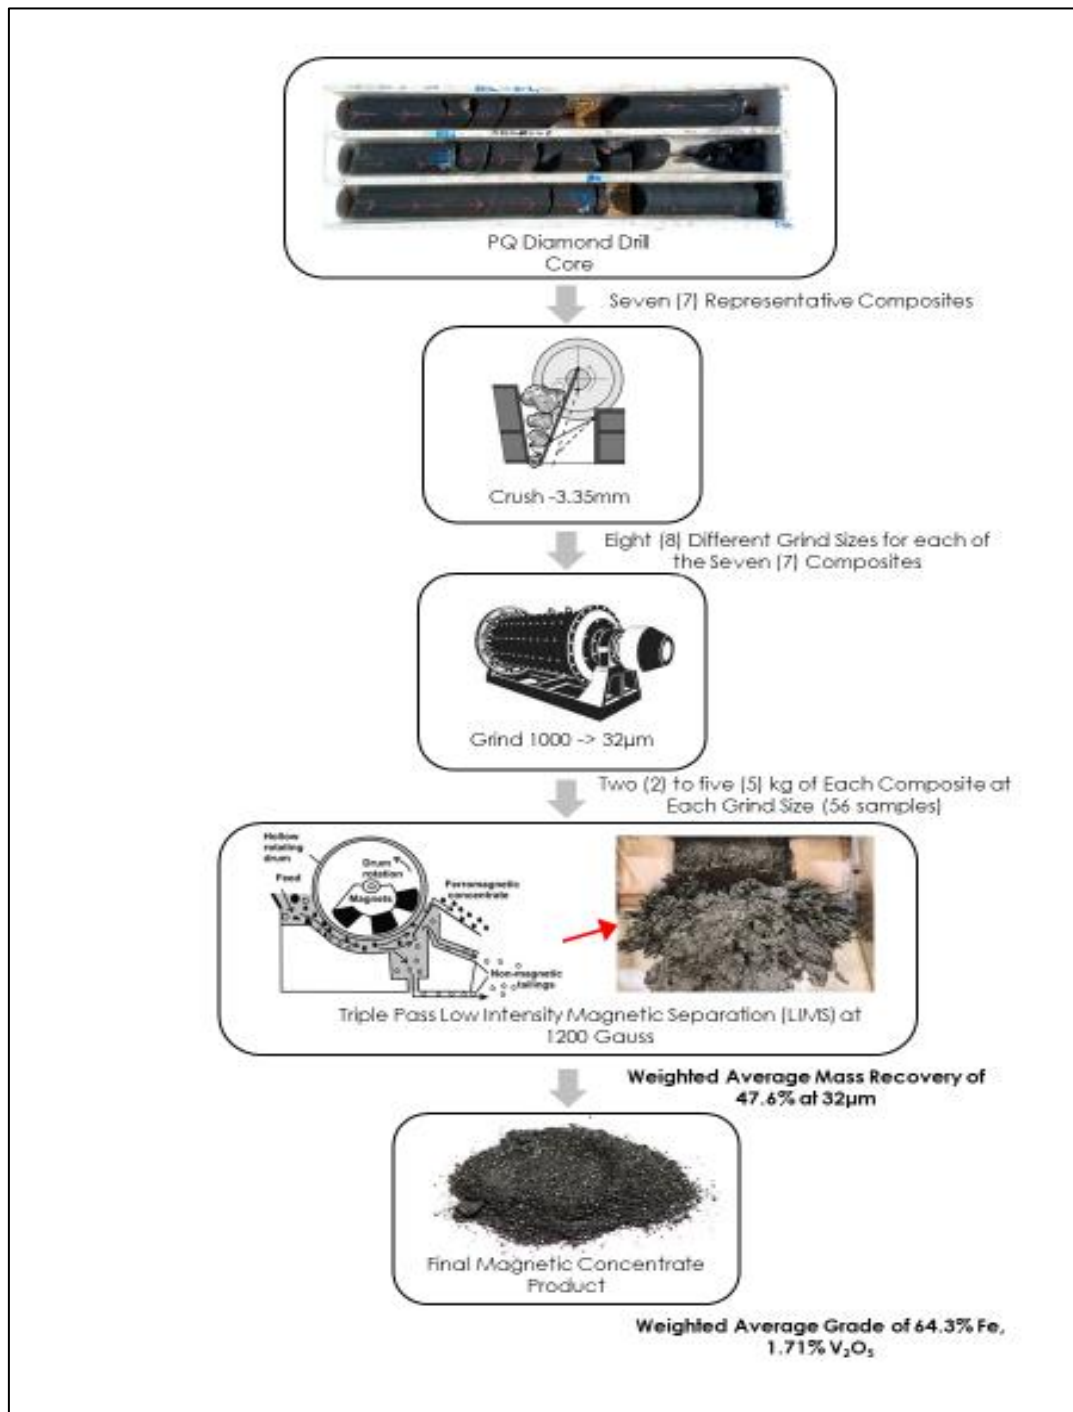 PQ Diamond Drill
Core
Seven (7) Representative Composites
Crush -3.35mm
Eight (8) Different Grind Sizes for each of
the Seven (7) Composites
Grind 1000 -> 32µm
Two (2) to five (5) kg of Each Composite at
Each Grind Size (56 samples)
Hollow
rotating
drum
Feed
Drum
rotation
Magnets
Ferromagnetic
concentrate
Non-magnetic
tailings
Triple Pass Low Intensity Magnetic Separation (LIMS) at
1200 Gauss
Weighted Average Mass Recovery of
47.6% at 32µm
Final Magnetic Concentrate
Product
Weighted Average Grade of 64.3% Fe,
1.71% V₂O₅